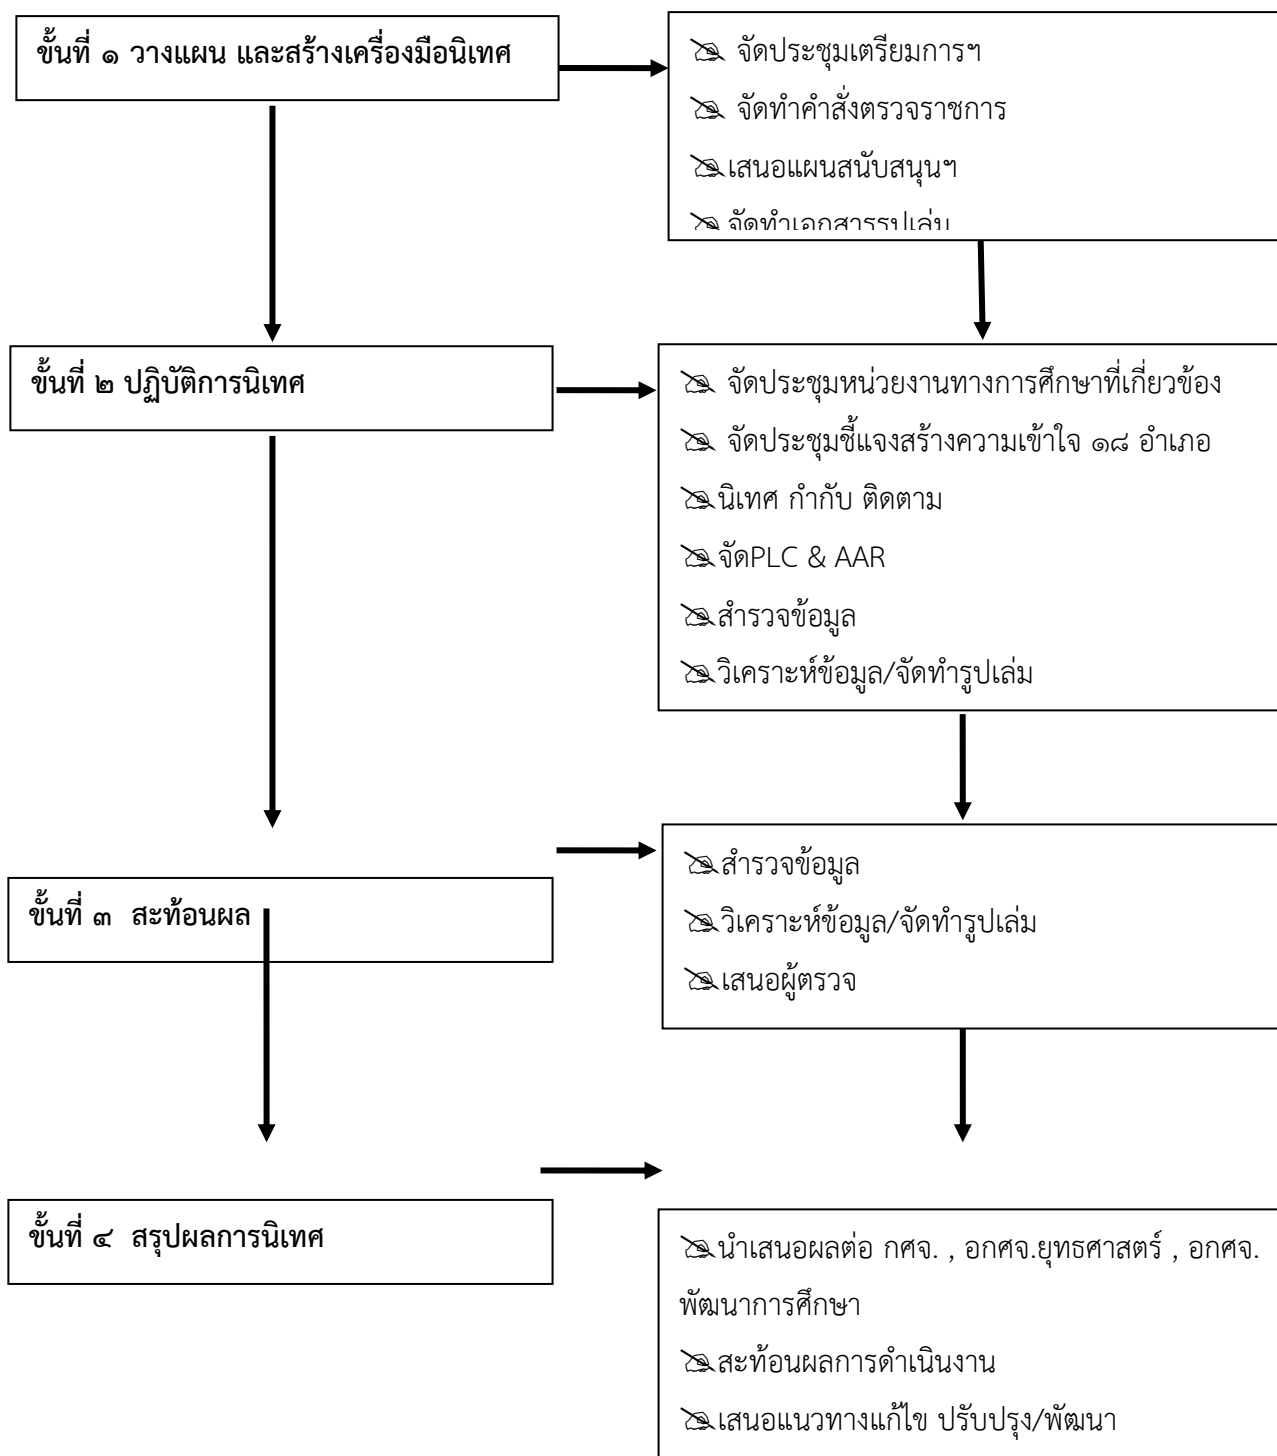 ขั้นที่ ๑ วางแผน และสร้างเครื่องมือนิเทศ
จัดประชุมเตรียมการฯ
จัดทำคำสั่งตรวจราชการ
เสนอแผนสนับสนุนฯ
จัดทำเอกสารรูปเล่ม
ขั้นที่ ๒ ปฏิบัติการนิเทศ
จัดประชุมหน่วยงานทางการศึกษาที่เกี่ยวข้อง
จัดประชุมชี้แจงสร้างความเข้าใจ ๑๘ อำเภอ
นิเทศ กำกับ ติดตาม
จัดPLC & AAR
สำรวจข้อมูล
วิเคราะห์ข้อมูล/จัดทำรูปเล่ม
ขั้นที่ ๓ สะท้อนผล
สำรวจข้อมูล
วิเคราะห์ข้อมูล/จัดทำรูปเล่ม
เสนอผู้ตรวจ
ขั้นที่ ๔ สรุปผลการนิเทศ
นำเสนอผลต่อ กศจ. , อกศจ.ยุทธศาสตร์ , อกศจ.
พัฒนาการศึกษา
สะท้อนผลการดำเนินงาน
เสนอแนวทางแก้ไข ปรับปรุง/พัฒนา